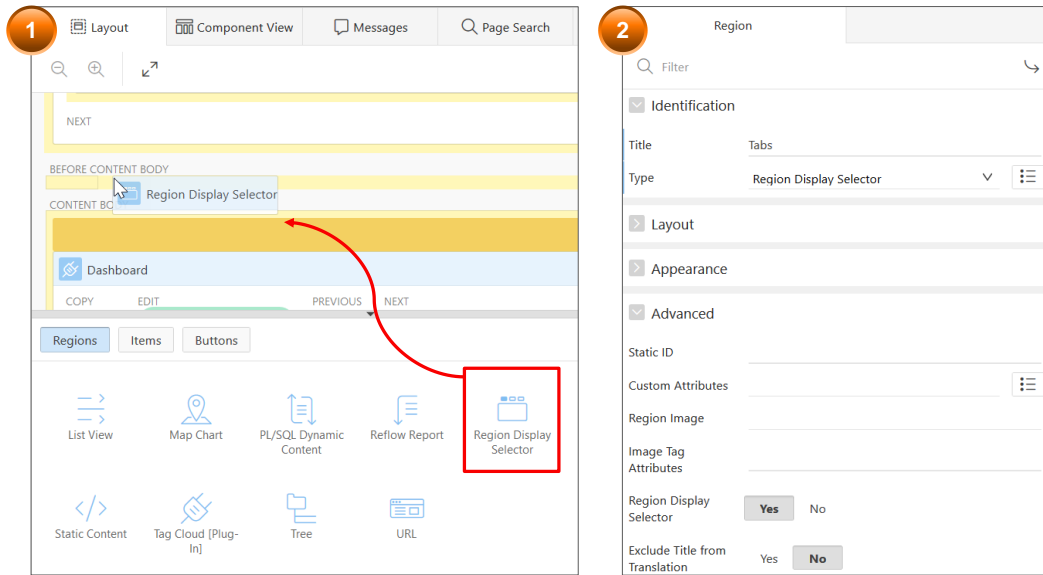 1
Layout
Component View
Messages
Page Search
NEXT
BEFORE CONTENT BODY
Region Display Selector
CONTENT BO
Dashboard
COPY EDIT PREVIOUS NEXT
Regions
Items
Buttons
List View
Map Chart
PL/SQL Dynamic
Content
Reflow Report
Region Display
Selector
Static Content
Tag Cloud [Plug-
In]
Tree
URL
2
Region
Filter
Identification
Title Tabs
Type Region Display Selector
Layout
Appearance
Advanced
Static ID
Custom Attributes
Region Image
Image Tag
Attributes
Region Display
Selector
Yes No
Exclude Title from
Translation
Yes No